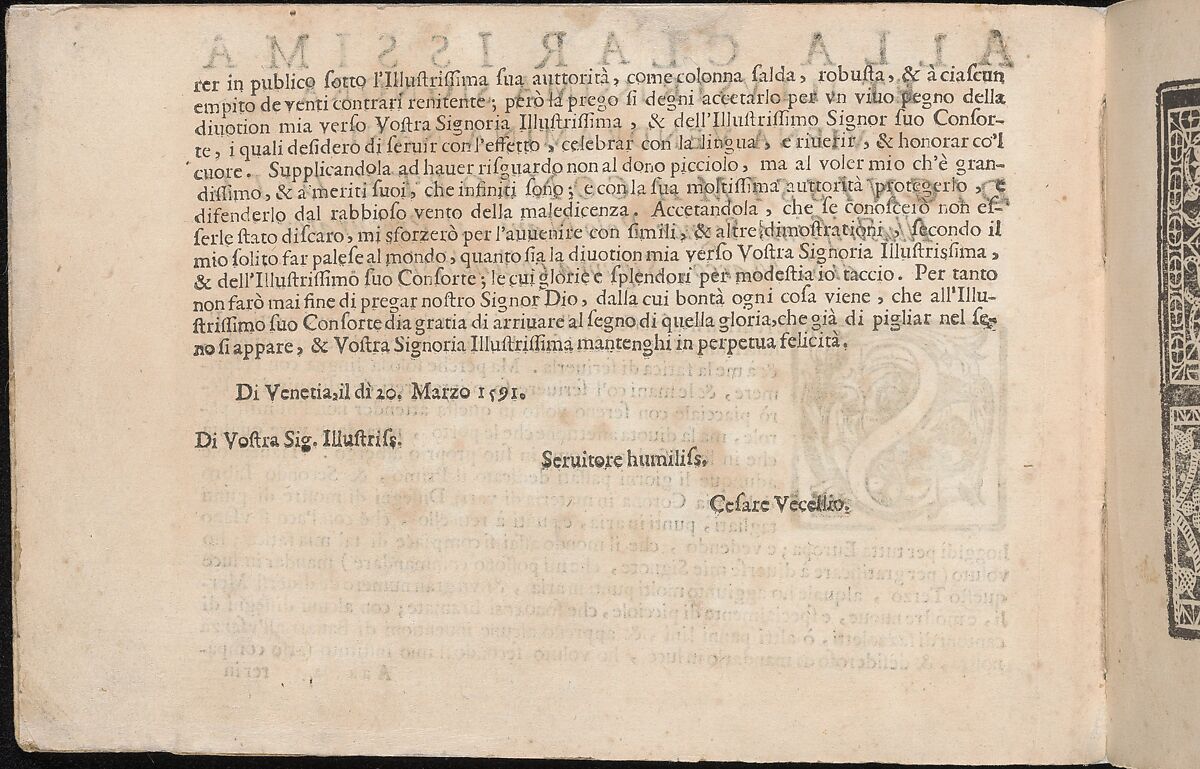 rer in publico ſotto l'Illuſtriſſima ſua auttorità, come colonna ſalda, robuſta, & à ciaſcun
empito de venti contrari renitente; però la prego ſi degni accetarlo per vn viuo pegno della
diuotion mia verſo Voſtra Signoria Illuſtriſſima, & dell'Illuſtriſſimo Signor ſuo Conſor-
te, i quali deſidero di ſeruir con l'effetto, celebrar con la lingua, e riuerir, & honorar co'l
cuore. Supplicandola ad hauer riſguardo non al dono picciolo, ma al voler mio ch'è gran-
diſſimo, & a' meriti ſuoi, che infiniti ſono; e con la ſua moltiſſima auttorità protegerlo, e
difenderlo dal rabbioſo vento della maledicenza. Accetandola, che ſe conoſcerò non eſ-
ſerle ſtato diſcaro, mi sforzerò per l'auuenire con ſimili, & altre dimoſtrationi, ſecondo il
mio ſolito far paleſe al mondo, quanto ſia la diuotion mia verſo Voſtra Signoria Illuſtriſſima,
& dell'Illuſtriſſimo ſuo Conſorte; le cui glorie e ſplendori per modeſtia io taccio. Per tanto
non farò mai fine di pregar noſtro Signor Dio, dalla cui bontà ogni coſa viene, che all'Illu-
ſtriſſimo ſuo Conſorte dia gratia di arriuare al ſegno di quella gloria, che già di pigliar nel ſe-
no ſi appare, & Voſtra Signoria Illuſtriſſima mantenghi in perpetua felicità.
Di Venetia, il dì 20. Marzo 1591.
Di Voſtra Sig. Illuſtriſſ.
Seruitore humiliſs.
Ceſare Vecellio.